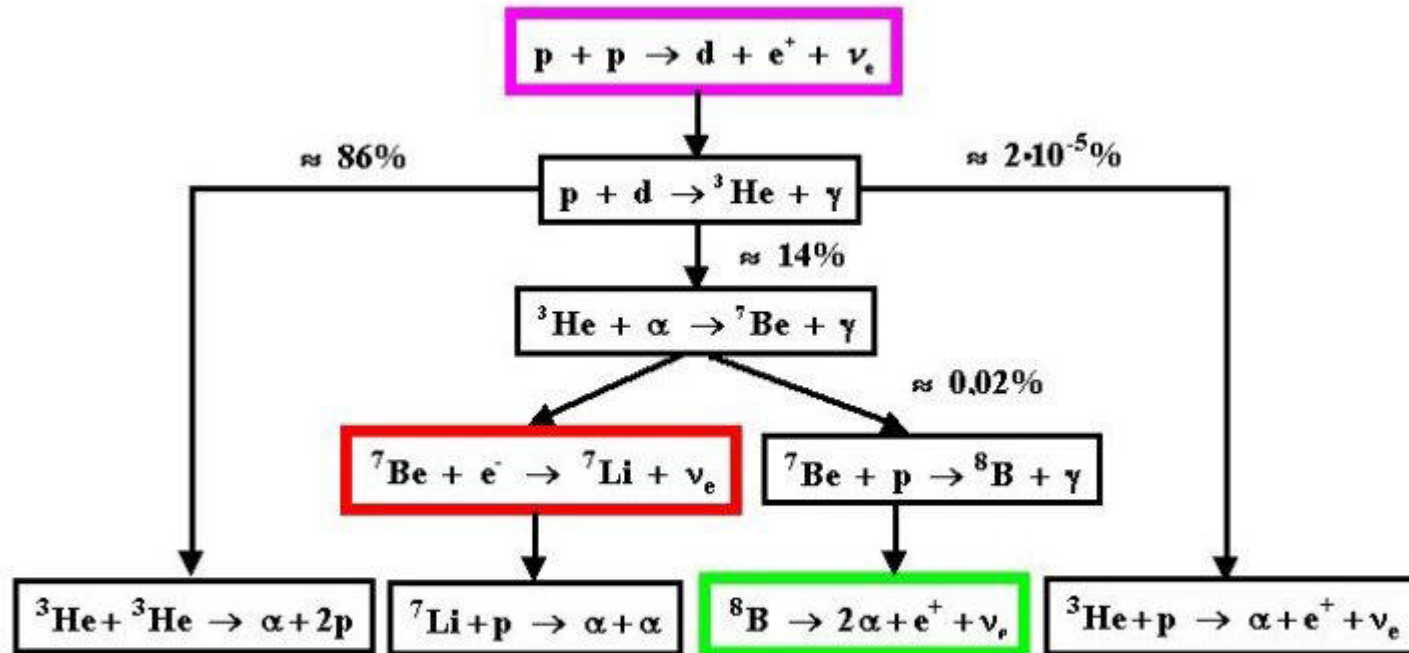 p + p → d + e⁺ + νₑ
≈ 86%
≈ 2•10⁻⁵%
p + d → ³He + γ
≈ 14%
³He + α → ⁷Be + γ
≈ 0,02%
⁷Be + e⁻ → ⁷Li + νₑ
⁷Be + p → ⁸B + γ
³He + ³He → α + 2p
⁷Li + p → α + α
⁸B → 2α + e⁺ + νₑ
³He + p → α + e⁺ + νₑ